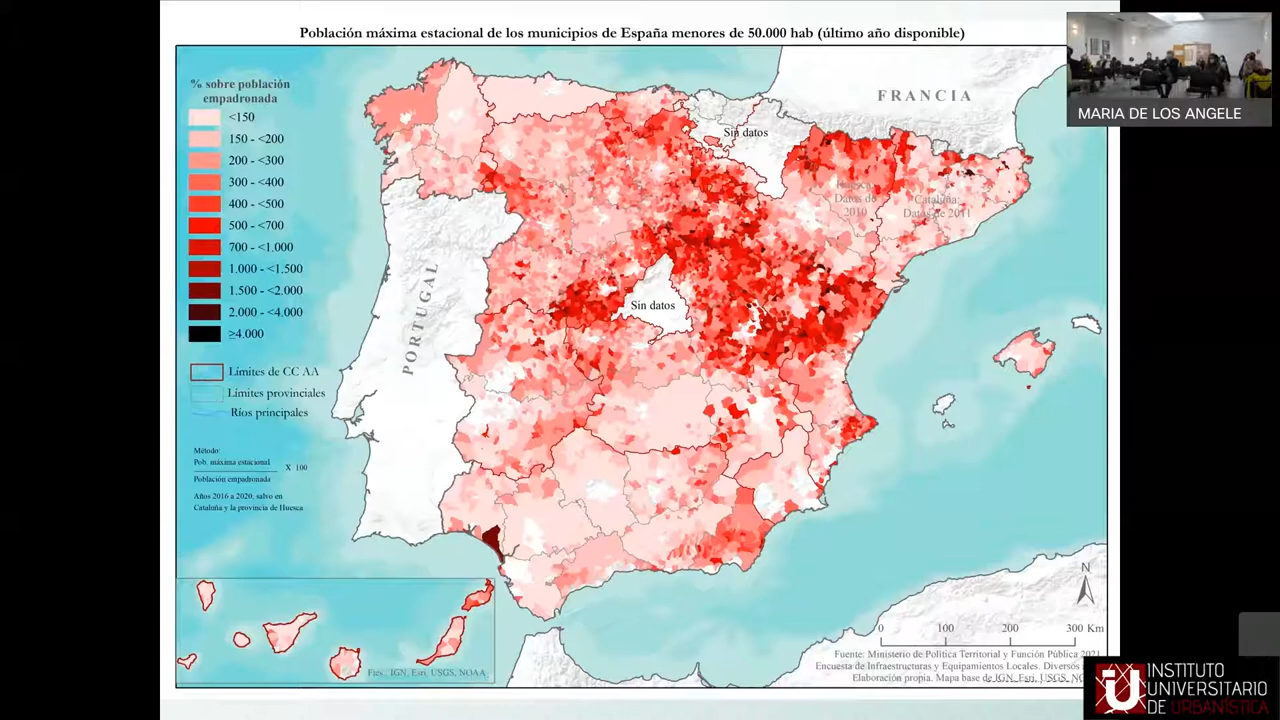 Población máxima estacional de los municipios de España menores de 50.000 hab (último año disponible)
% sobre población
empadronada
<150
150 - <200
200 - <300
300 - <400
400 - <500
500 - <700
700 - <1.000
1.000 - <1.500
1.500 - <2.000
2.000 - <4.000
≥4.000
Límites de CC AA
Límites provinciales
Ríos principales
Método:
Pob. máxima estacional
X 100
Población empadronada
Años 2016 a 2020, salvo en
Cataluña y la provincia de Huesca
FRANCIA
PORTUGAL
Sin datos
Sin datos
Huesca:
Datos de
2010
Cataluña:
Datos de 2011
Ftes.: IGN, Esri, USGS, NOAA
N
0 100 200 300 Km
Fuente: Ministerio de Política Territorial y Función Pública 2021
Encuesta de Infraestructuras y Equipamientos Locales. Diversos
Elaboración propia. Mapa base de IGN, Esri, USGS,
MARIA DE LOS ANGELE
INSTITUTO
UNIVERSITARIO
DE URBANÍSTICA